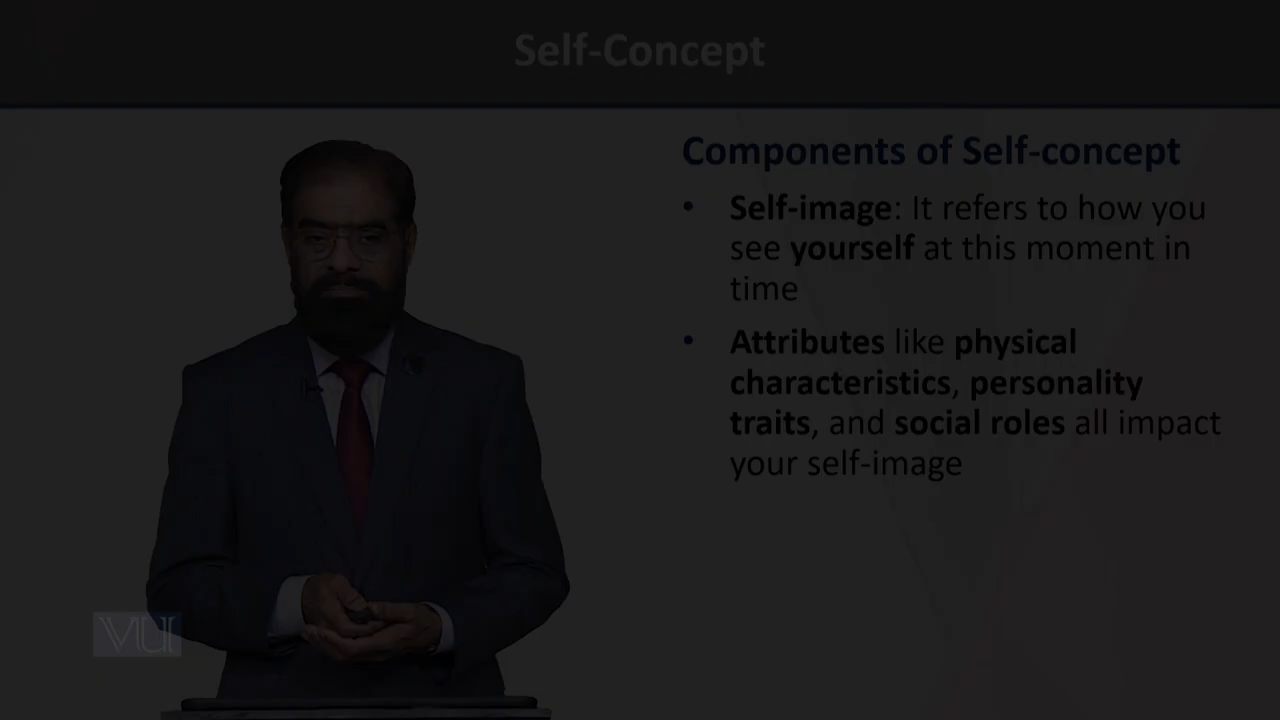 Self-Concept
Components of Self-concept
• Self-image: It refers to how you
see yourself at this moment in
time
• Attributes like physical
characteristics, personality
traits, and social roles all impact
your self-image
VU